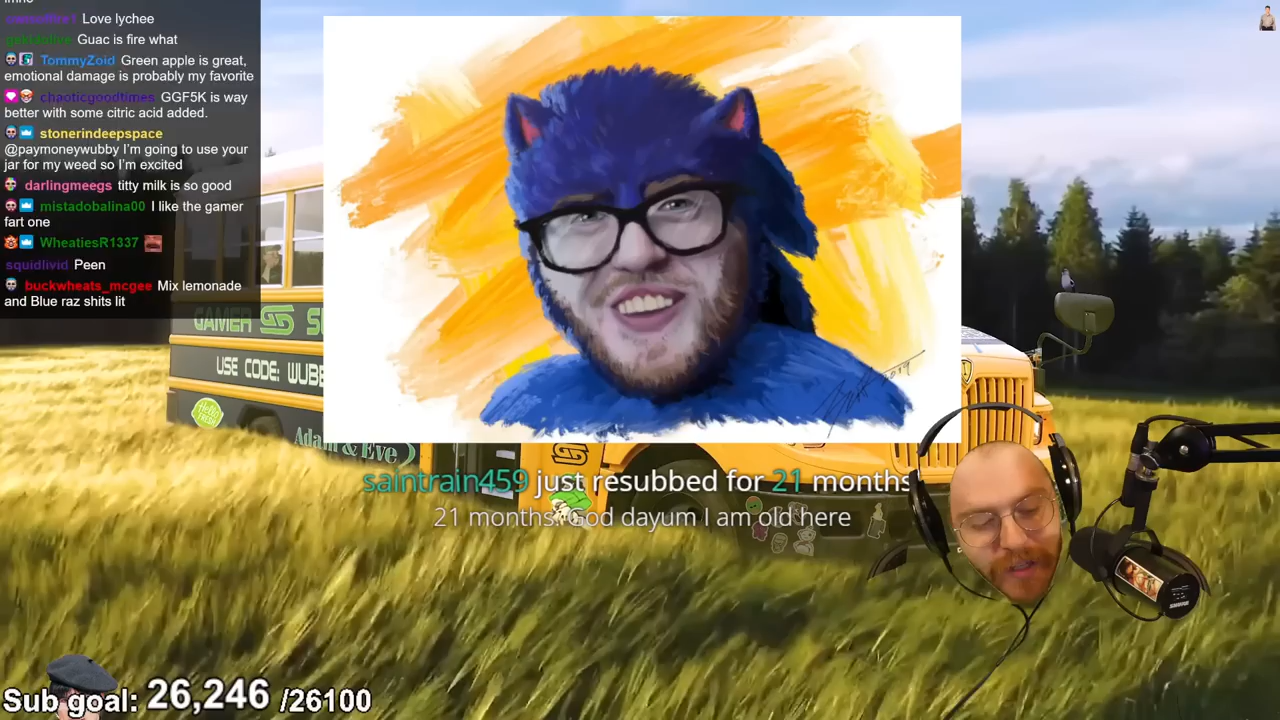 Love lychee
Guac is fire what
TommyZoid Green apple is great,
emotional damage is probably my favorite
chaoticgoodtimes GGF5K is way
better with some citric acid added.
stonerindeepspace
@paymoneywubby I'm going to use your
jar for my weed so I'm excited
darlingmeegs titty milk is so good
mistadobalina00 I like the gamer
fart one
WheatiesR1337
squidlivid Peen
buckwheats_mcgee Mix lemonade
and Blue raz shits lit
GAMER
USE CODE: WUBB
Hello
FRESH
Adam & Eve
saintrain459 just resubbed for 21 months
21 months. God dayum I am old here
Sub goal: 26,246 /26100